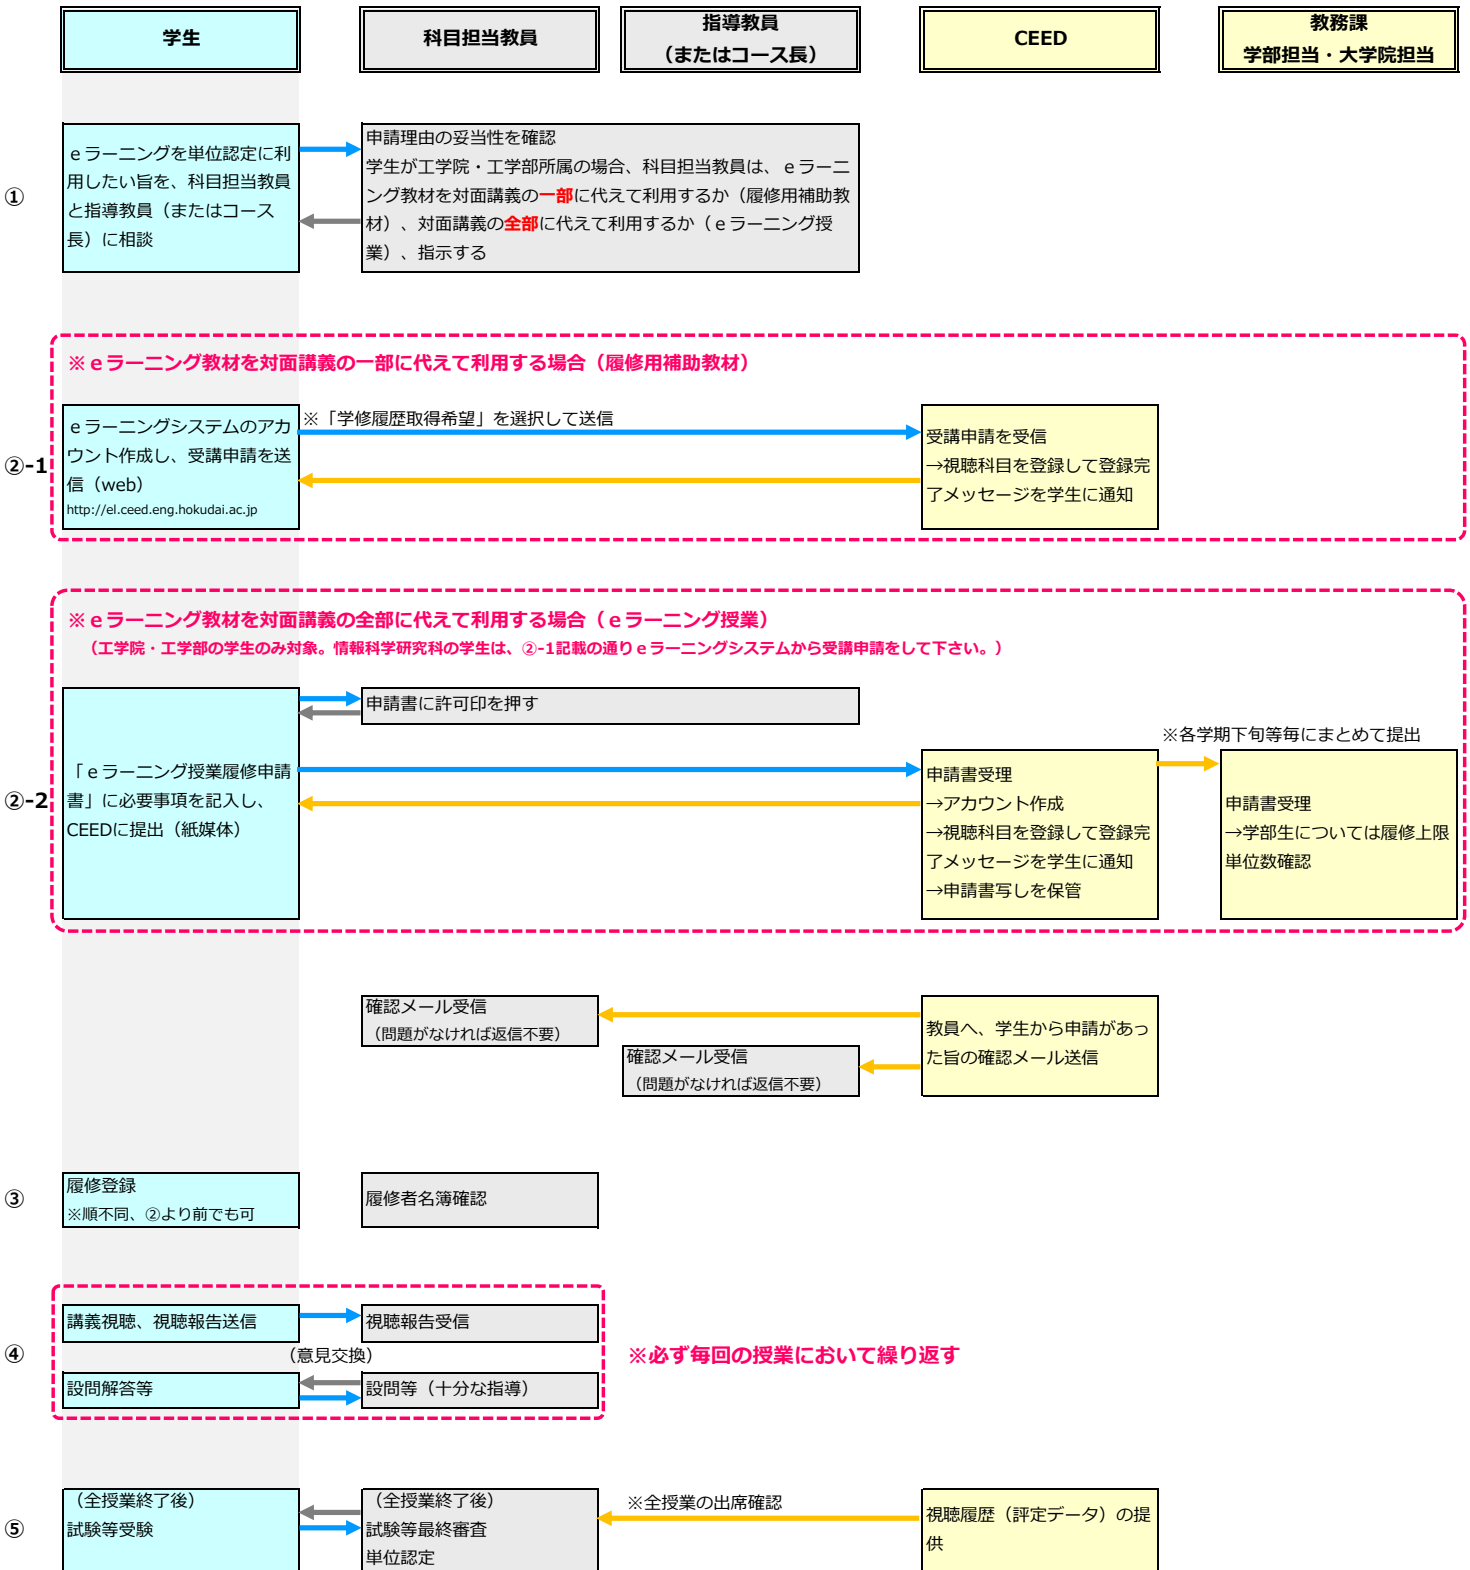 学生
科目担当教員
指導教員
（またはコース長）
CEED
教務課
学部担当・大学院担当
①
ｅラーニングを単位認定に利
用したい旨を、科目担当教員
と指導教員（またはコース
長）に相談
申請理由の妥当性を確認
学生が工学院・工学部所属の場合、科目担当教員は、ｅラーニ
ング教材を対面講義の一部に代えて利用するか（履修用補助教
材）、対面講義の全部に代えて利用するか（ｅラーニング授
業）、指示する
※ｅラーニング教材を対面講義の一部に代えて利用する場合（履修用補助教材）
②-1
ｅラーニングシステムのアカ
ウント作成し、受講申請を送
信（web）
http://el.ceed.eng.hokudai.ac.jp
※「学修履歴取得希望」を選択して送信
受講申請を受信
→視聴科目を登録して登録完
了メッセージを学生に通知
※ｅラーニング教材を対面講義の全部に代えて利用する場合（ｅラーニング授業）
（工学院・工学部の学生のみ対象。情報科学研究科の学生は、②-1記載の通りｅラーニングシステムから受講申請をして下さい。）
②-2
「ｅラーニング授業履修申請
書」に必要事項を記入し、
CEEDに提出（紙媒体）
申請書に許可印を押す
申請書受理
→アカウント作成
→視聴科目を登録して登録完
了メッセージを学生に通知
→申請書写しを保管
※各学期下旬等毎にまとめて提出
申請書受理
→学部生については履修上限
単位数確認
確認メール受信
（問題がなければ返信不要）
確認メール受信
（問題がなければ返信不要）
教員へ、学生から申請があっ
た旨の確認メール送信
③
履修登録
※順不同、②より前でも可
履修者名簿確認
④
講義視聴、視聴報告送信
視聴報告受信
（意見交換）
設問解答等
設問等（十分な指導）
※必ず毎回の授業において繰り返す
⑤
（全授業終了後）
試験等受験
（全授業終了後）
試験等最終審査
単位認定
※全授業の出席確認
視聴履歴（評定データ）の提
供